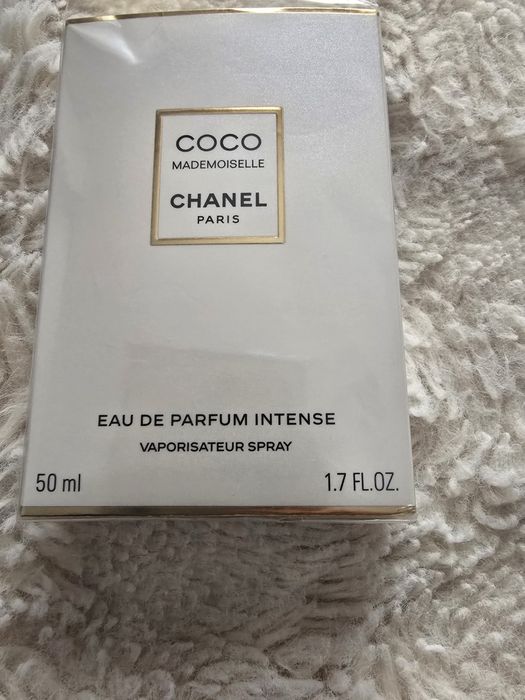 COCO
MADEMOISELLE
CHANEL
PARIS
EAU DE PARFUM INTENSE
VAPORISATEUR SPRAY
50 ml
1.7 FL.OZ.